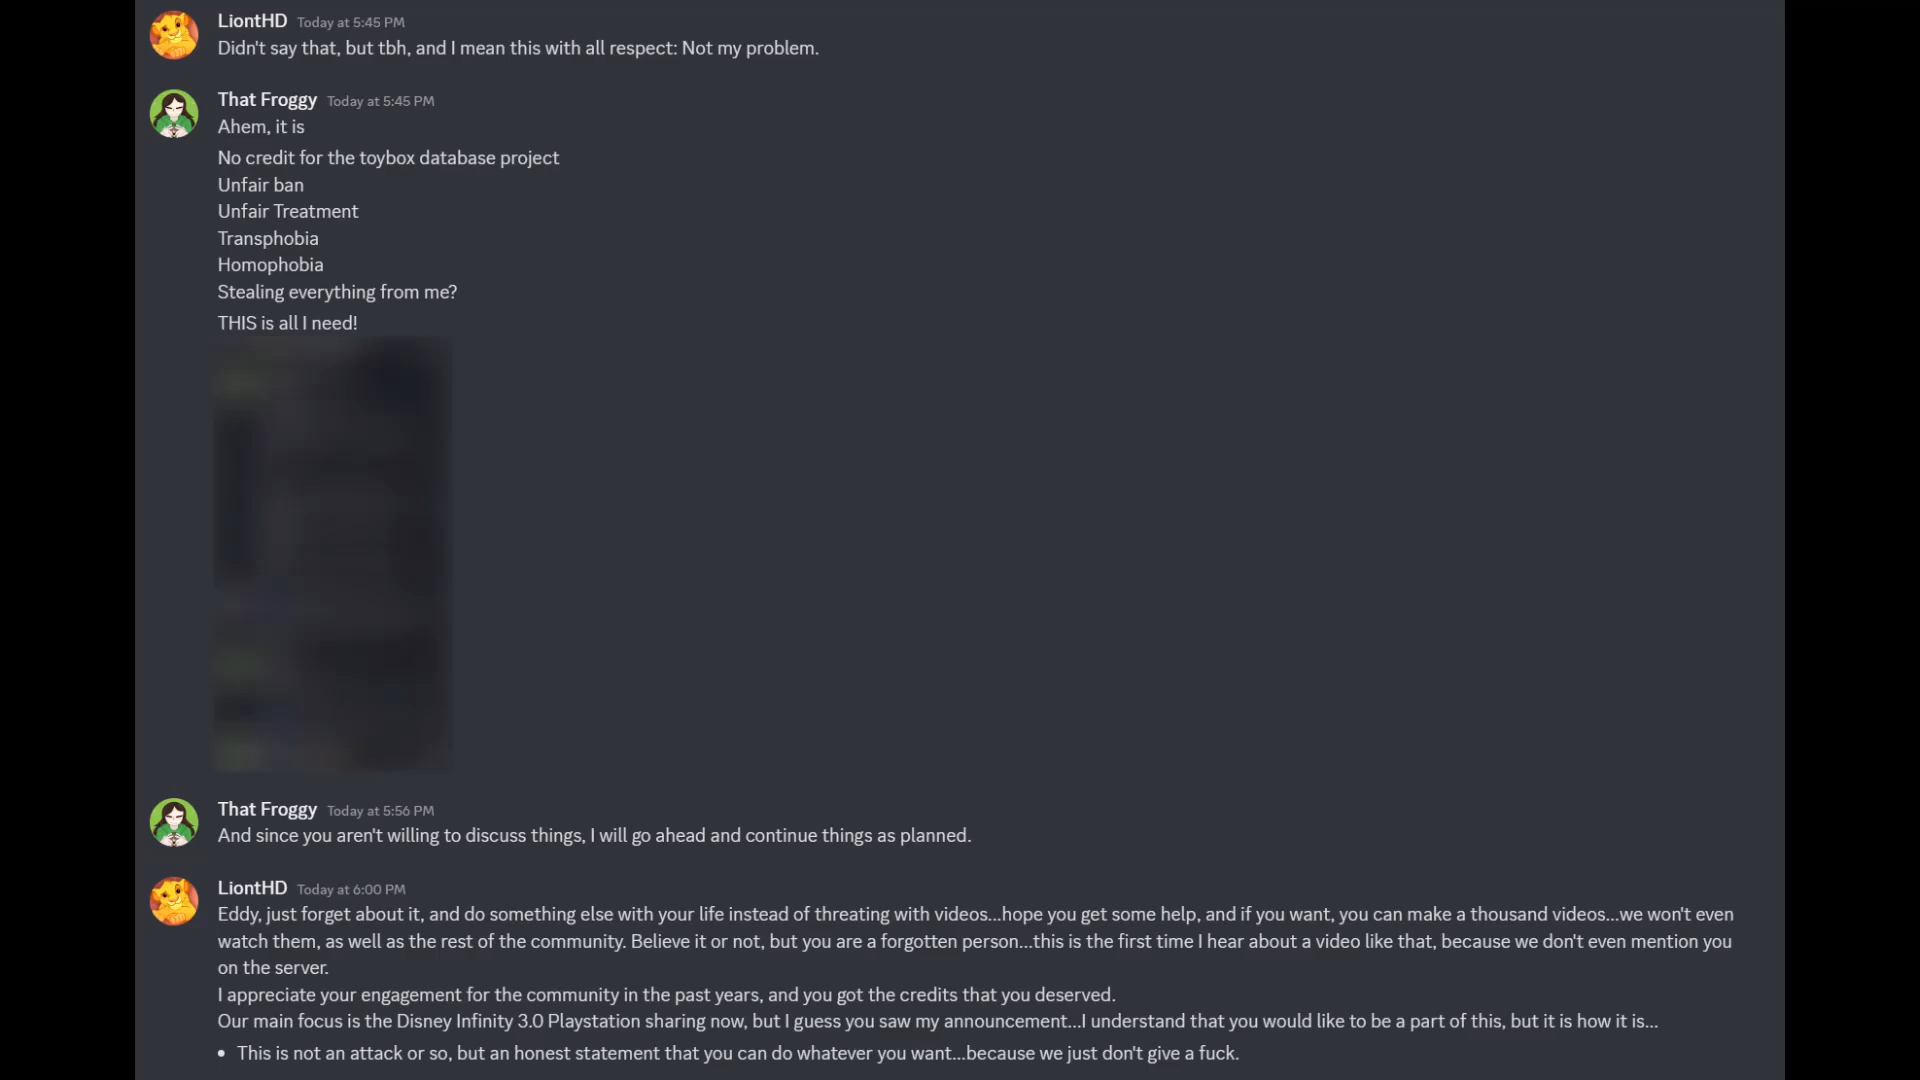 LiontHD Today at 5:45 PM
Didn't say that, but tbh, and I mean this with all respect: Not my problem.
That Froggy Today at 5:45 PM
Ahem, it is
No credit for the toybox database project
Unfair ban
Unfair Treatment
Transphobia
Homophobia
Stealing everything from me?
THIS is all I need!
That Froggy Today at 5:56 PM
And since you aren't willing to discuss things, I will go ahead and continue things as planned.
LiontHD Today at 6:00 PM
Eddy, just forget about it, and do something else with your life instead of threating with videos...hope you get some help, and if you want, you can make a thousand videos...we won't even
watch them, as well as the rest of the community. Believe it or not, but you are a forgotten person...this is the first time I hear about a video like that, because we don't even mention you
on the server.
I appreciate your engagement for the community in the past years, and you got the credits that you deserved.
Our main focus is the Disney Infinity 3.0 Playstation sharing now, but I guess you saw my announcement...I understand that you would like to be a part of this, but it is how it is...
• This is not an attack or so, but an honest statement that you can do whatever you want...because we just don't give a fuck.